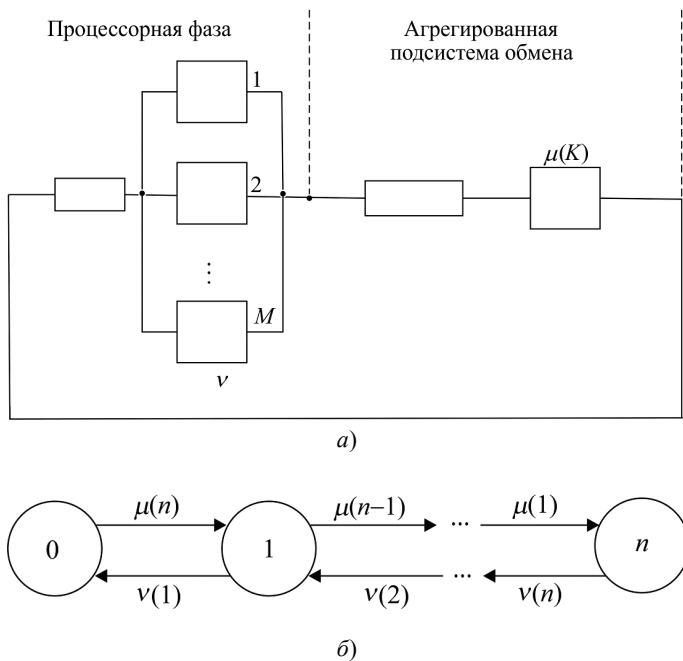 Процессорная фаза
Агрегированная
подсистема обмена
1
μ(K)
2
⋮
M
ν
а)
μ(n)
μ(n−1)
...
μ(1)
0
1
n
ν(1)
ν(2)
...
ν(n)
б)